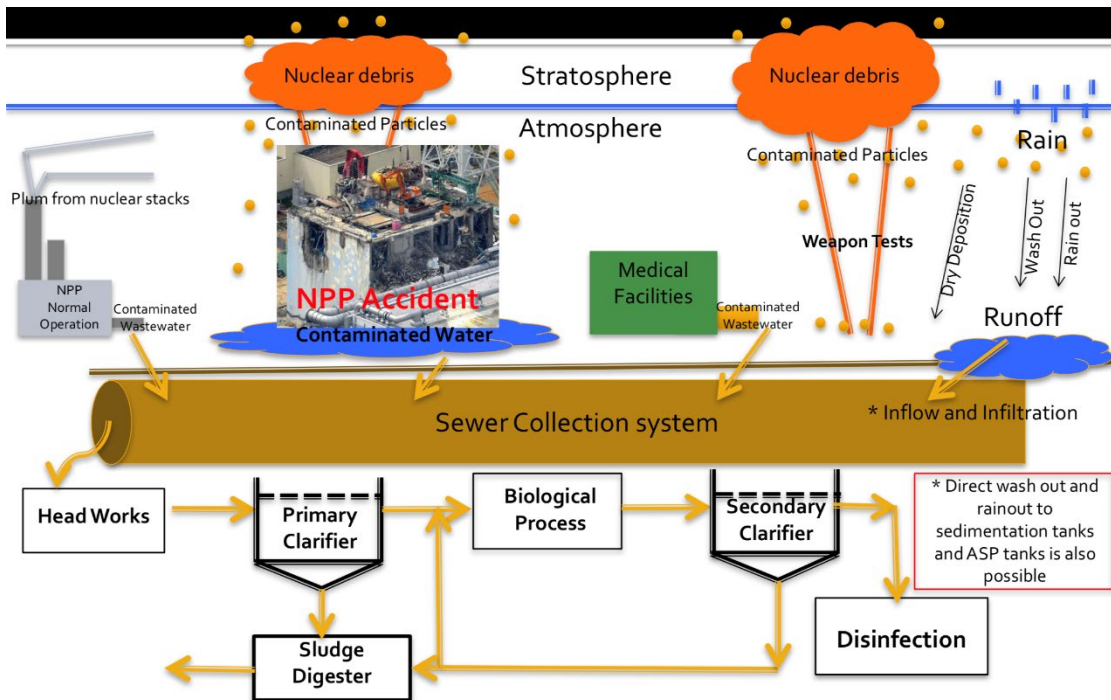 Nuclear debris
Stratosphere
Nuclear debris
Contaminated Particles
Atmosphere
Contaminated Particles
Rain
Plum from nuclear stacks
Dry Deposition
Wash Out
Rain out
Weapon Tests
NPP
Normal
Operation
Contaminated
Wastewater
NPP Accident
Contaminated Water
Medical
Facilities
Contaminated
Wastewater
Runoff
Sewer Collection system
* Inflow and Infiltration
Head Works
Primary
Clarifier
Biological
Process
Secondary
Clarifier
* Direct wash out and
rainout to
sedimentation tanks
and ASP tanks is also
possible
Sludge
Digester
Disinfection